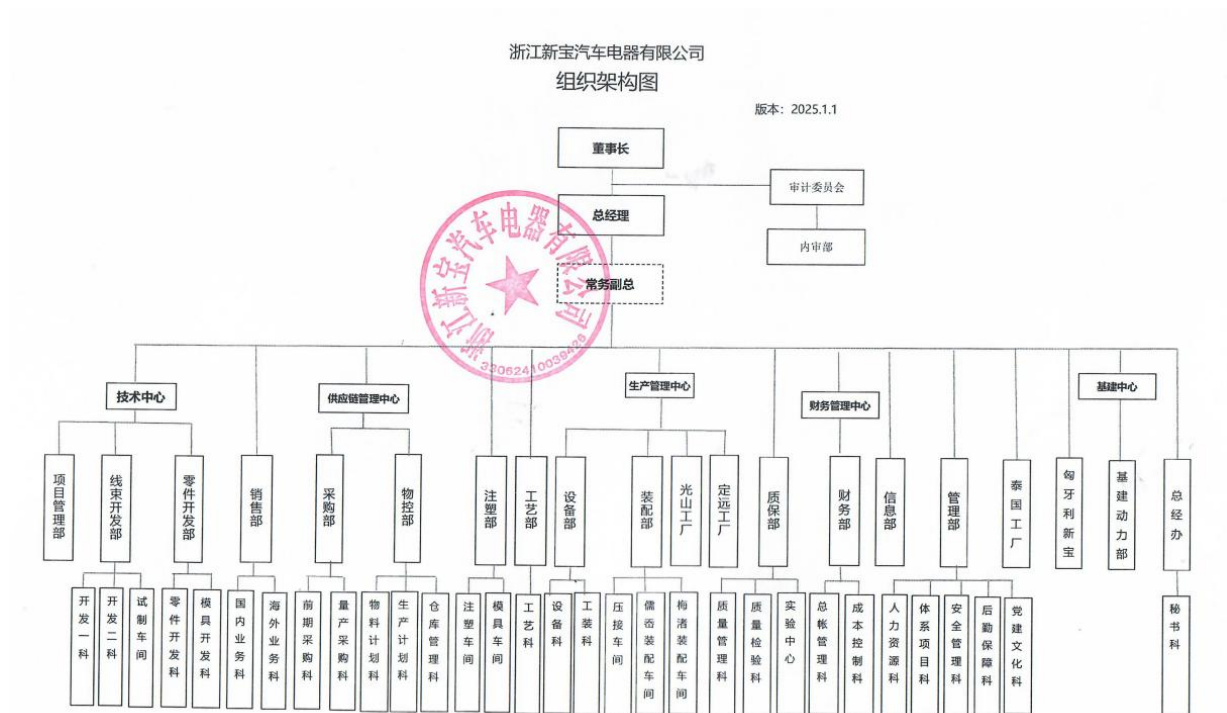 浙江新宝汽车电器有限公司
组织架构图
版本：2025.1.1
董事长
审计委员会
总经理
内审部
常务副总
浙江新宝汽车电器有限公司
33062410039426
技术中心
供应链管理中心
生产管理中心
财务管理中心
基建中心
项目管理部
线束开发部
零件开发部
销售部
采购部
物控部
注塑部
工艺部
设备部
装配部
光山工厂
定远工厂
质保部
财务部
信息部
管理部
泰国工厂
匈牙利新宝
基建动力部
总经办
开发一科
开发二科
试制车间
零件开发科
模具开发科
国内业务科
海外业务科
前期采购科
量产采购科
物料计划科
生产计划科
仓库管理科
注塑车间
模具车间
工艺科
设备科
工装科
压接车间
儒岙装配车间
梅渚装配车间
质量管理科
质量检验科
实验中心
总帐管理科
成本控制科
人力资源科
体系项目科
安全管理科
后勤保障科
党建文化科
秘书科